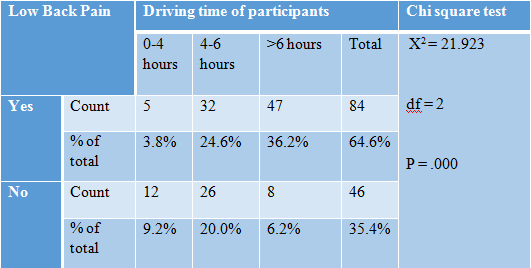 Low Back Pain Driving time of participants Chi square test
0-4 hours 4-6 hours >6 hours Total X²= 21.923
Yes Count 5 32 47 84 df = 2
% of total 3.8% 24.6% 36.2% 64.6% P = .000
No Count 12 26 8 46
% of total 9.2% 20.0% 6.2% 35.4%